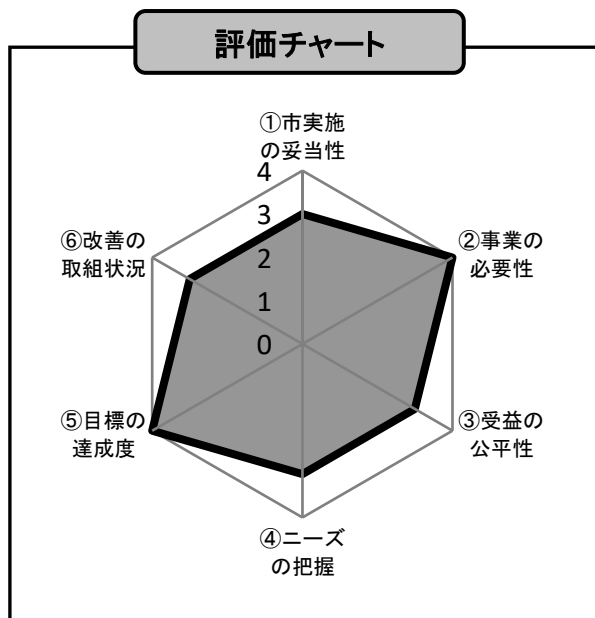 評価チャート
①市実施
の妥当性
4
3
2
1
0
②事業の
必要性
③受益の
公平性
④ニーズ
の把握
⑤目標の
達成度
⑥改善の
取組状況